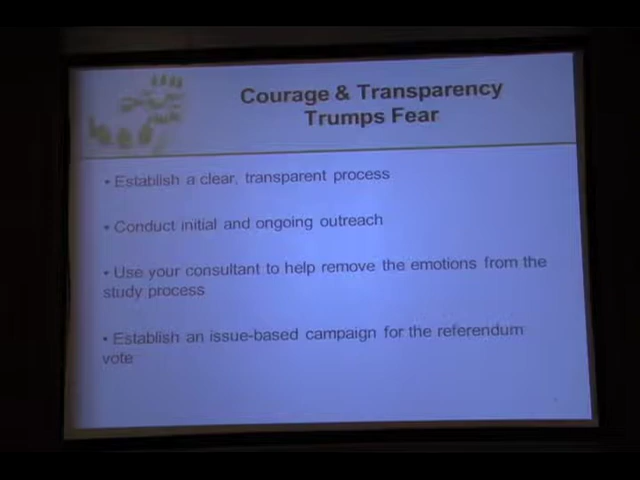 Courage & Transparency
Trumps Fear
• Establish a clear, transparent process
• Conduct initial and ongoing outreach
• Use your consultant to help remove the emotions from the
study process
• Establish an issue-based campaign for the referendum
vote